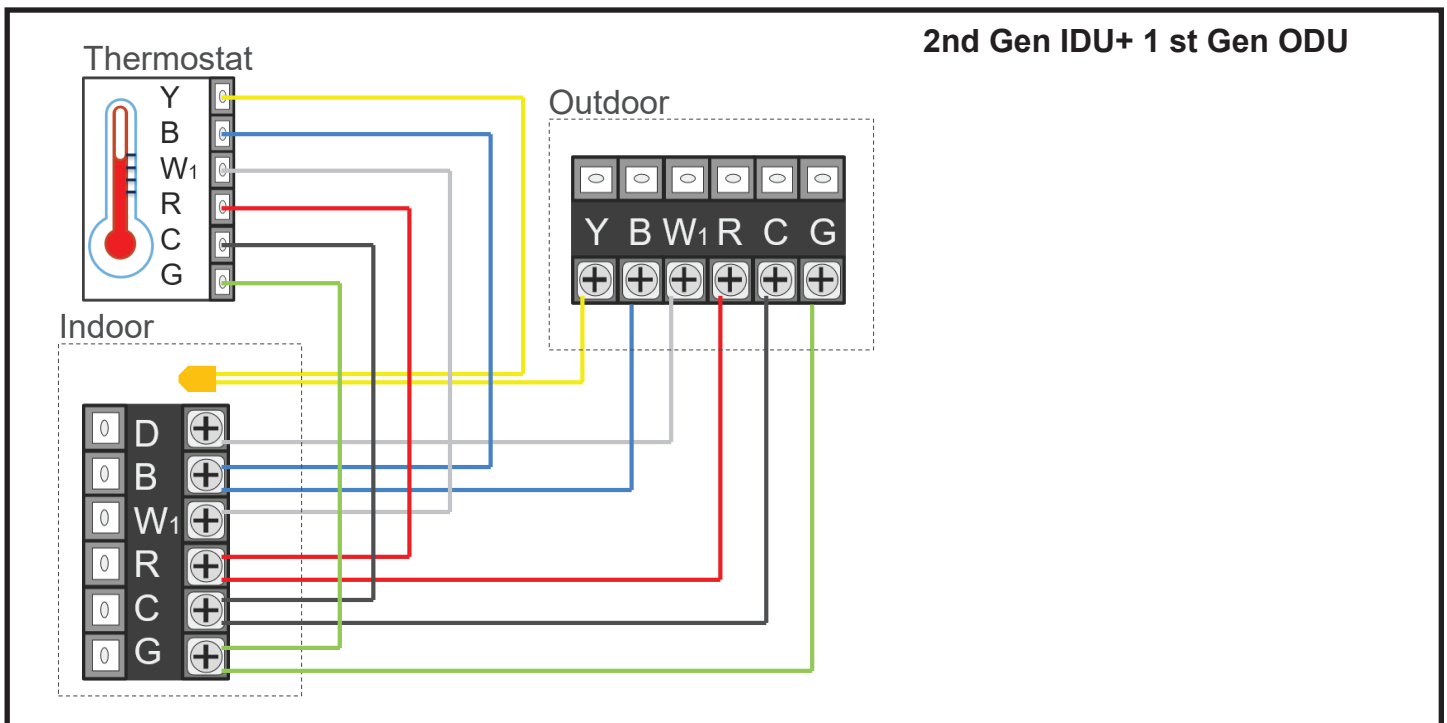 2nd Gen IDU+ 1 st Gen ODU
Thermostat
Y
B
W1
R
C
G
Outdoor
Y B W1 R C G
Indoor
D
B
W1
R
C
G